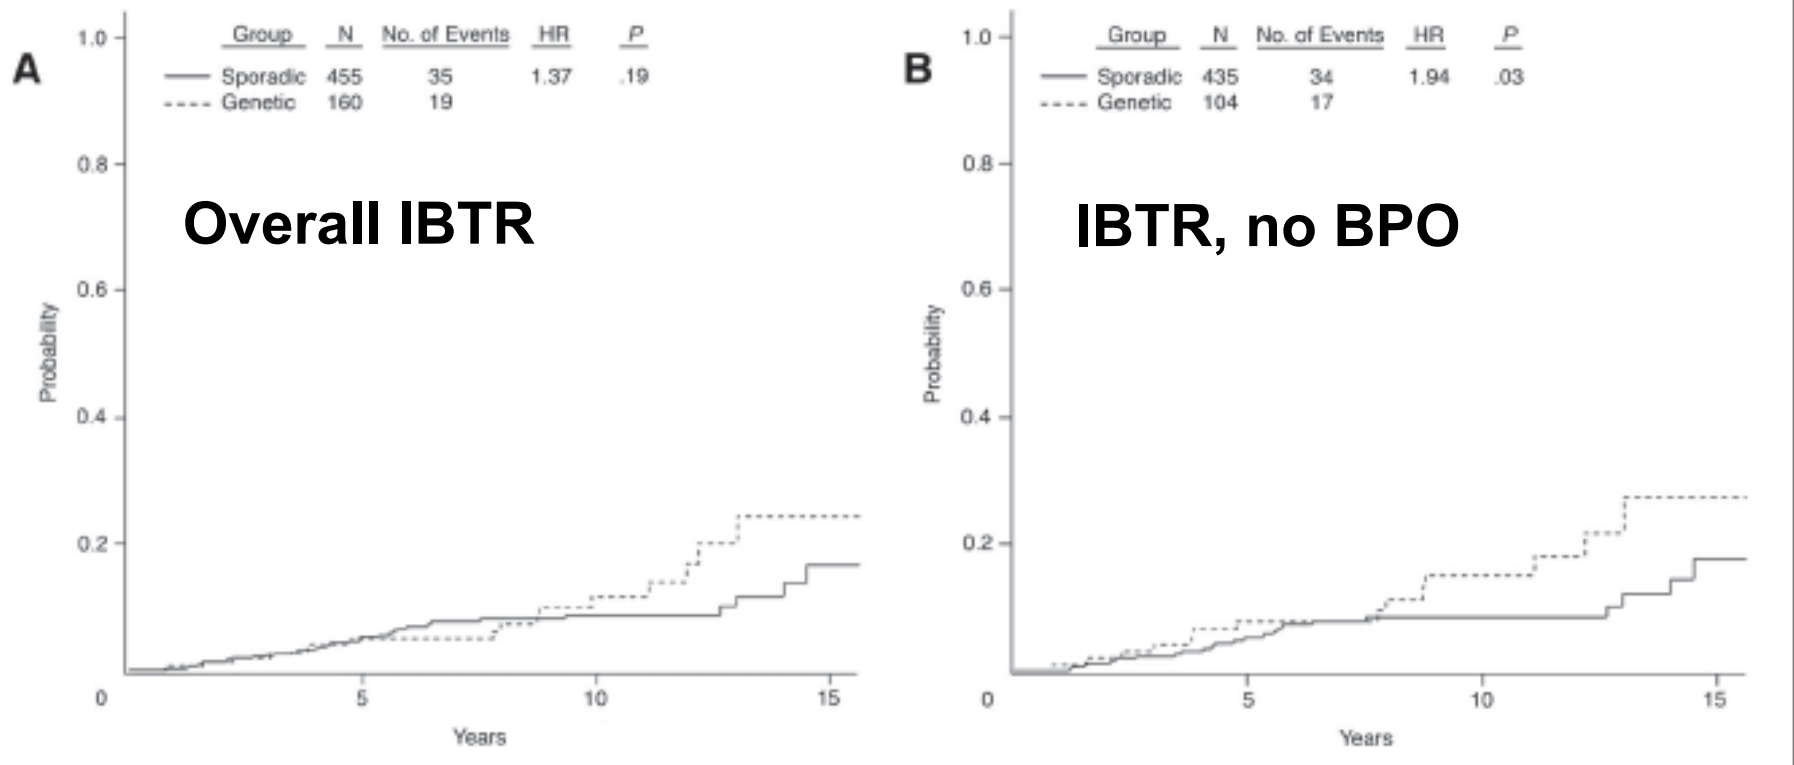 A
Group N No. of Events HR P
Sporadic 455 35 1.37 .19
Genetic 160 19
Overall IBTR
1.0
0.8
0.6
0.4
0.2
0
5 10 15
Probability
Years
B
Group N No. of Events HR P
Sporadic 435 34 1.94 .03
Genetic 104 17
IBTR, no BPO
1.0
0.8
0.6
0.4
0.2
0
5 10 15
Probability
Years